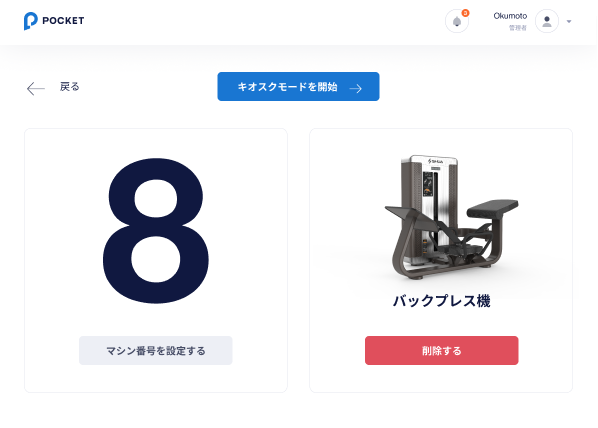 POCKET
Okumoto
管理者
戻る
キオスクモードを開始
8
マシン番号を設定する
バックプレス機
削除する